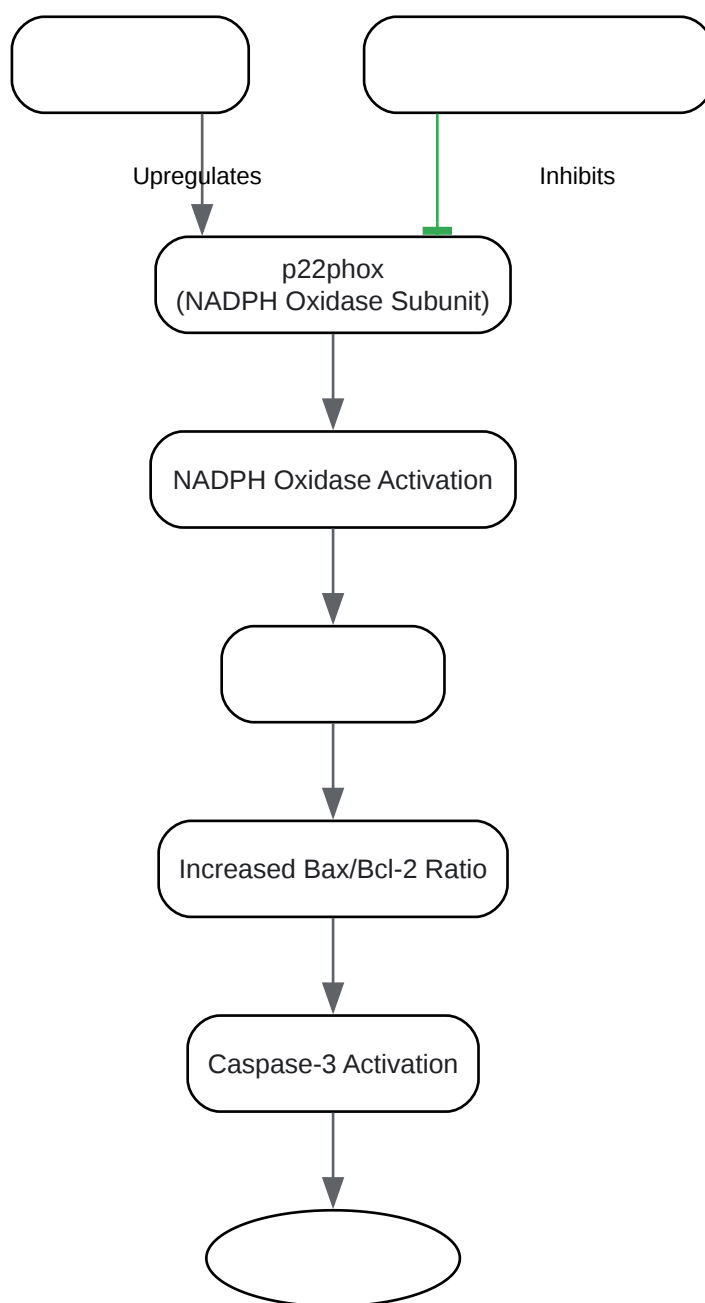 Upregulates
Inhibits
p22phox
(NADPH Oxidase Subunit)
NADPH Oxidase Activation
Increased Bax/Bcl-2 Ratio
Caspase-3 Activation